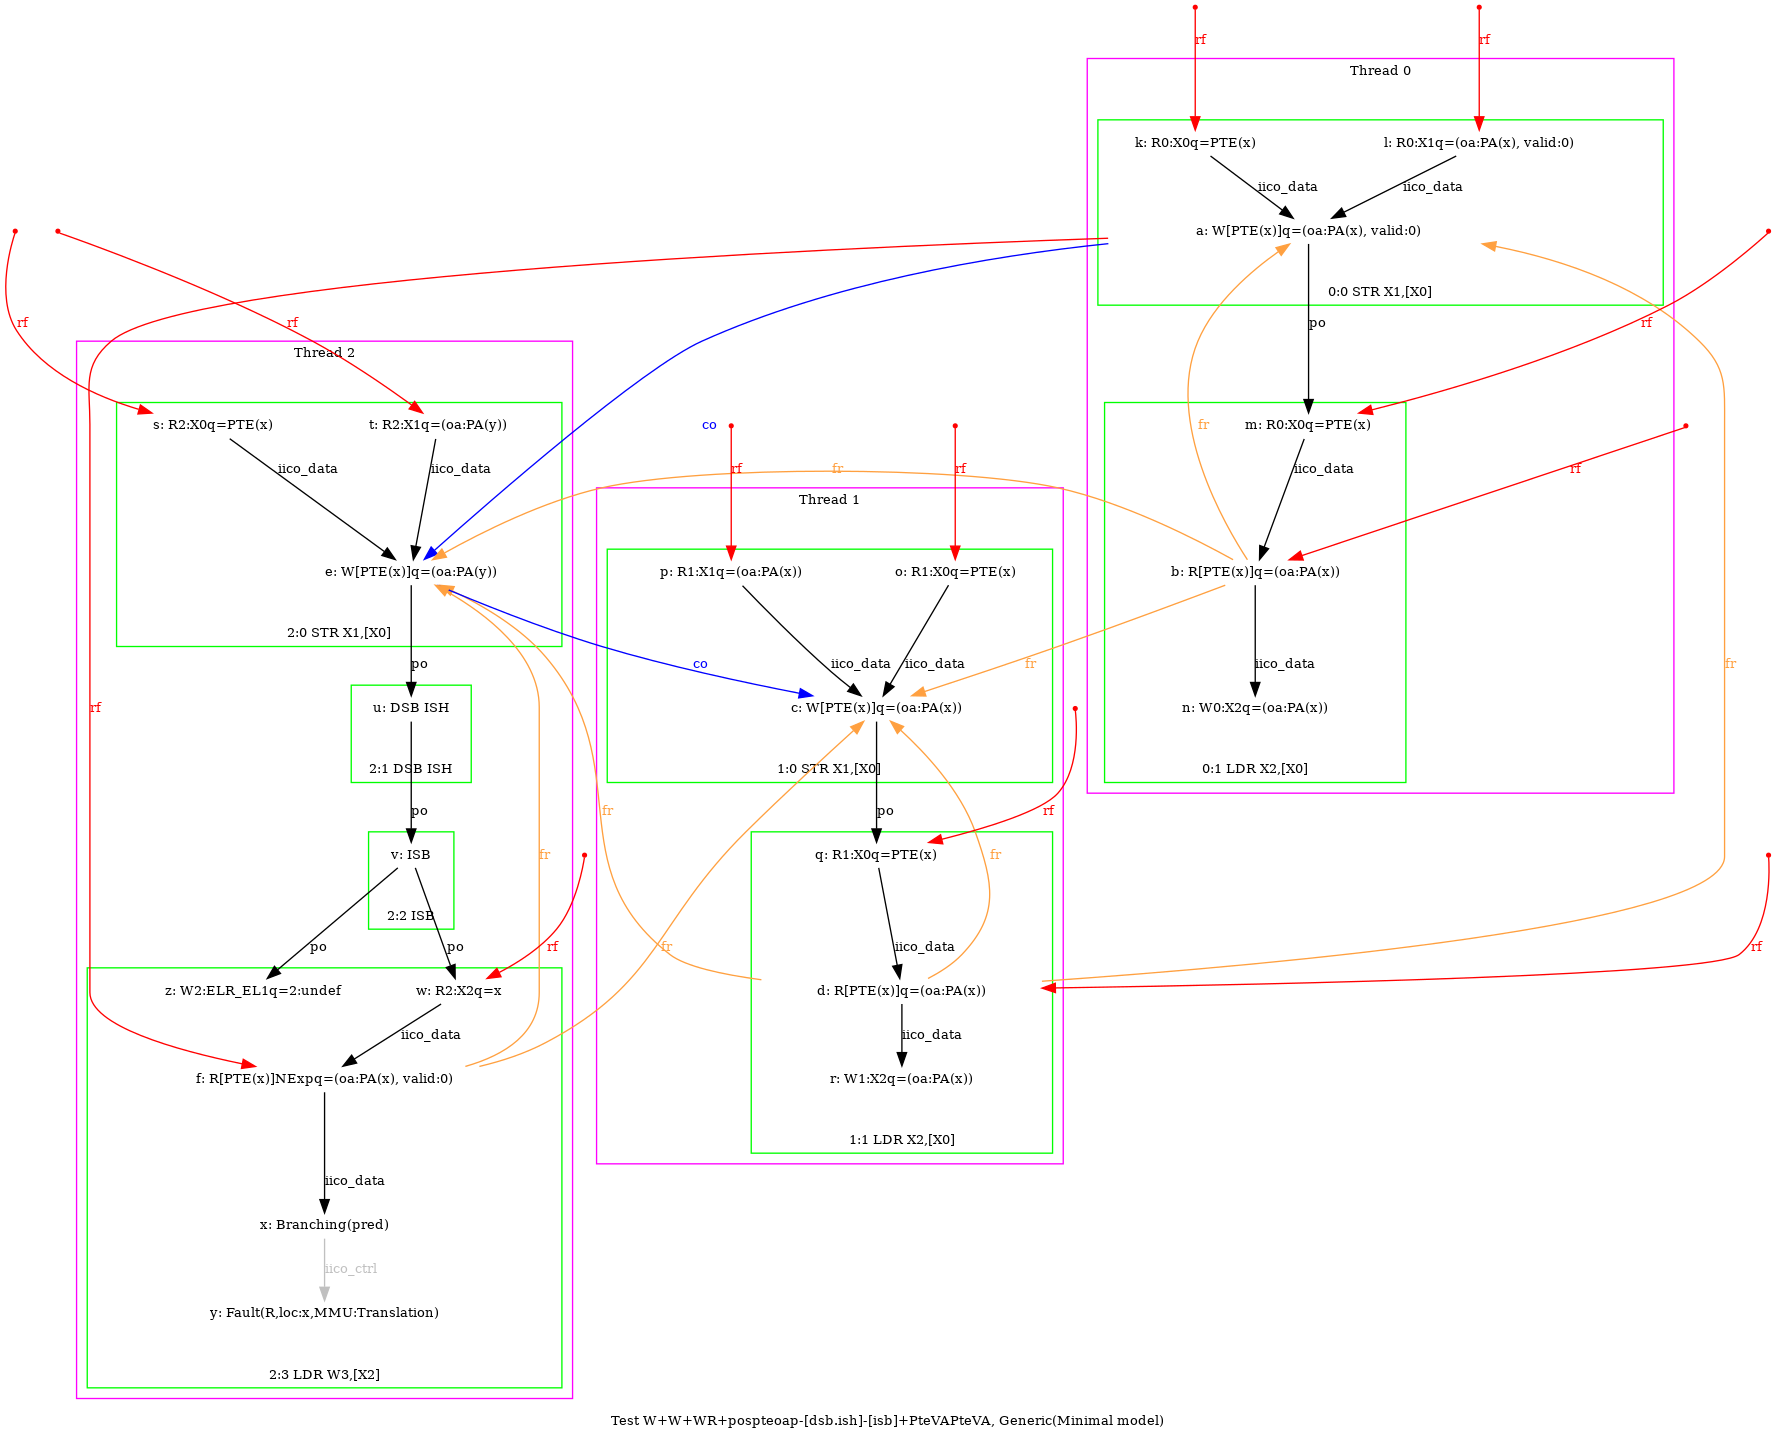 rf
rf
Thread 0
k: R0:X0q=PTE(x)
l: R0:X1q=(oa:PA(x), valid:0)
iico_data
iico_data
a: W[PTE(x)]q=(oa:PA(x), valid:0)
0:0 STR X1,[X0]
rf
rf
po
rf
Thread 2
s: R2:X0q=PTE(x)
t: R2:X1q=(oa:PA(y))
co
fr
m: R0:X0q=PTE(x)
iico_data
iico_data
rf
fr
rf
iico_data
rf
Thread 1
e: W[PTE(x)]q=(oa:PA(y))
p: R1:X1q=(oa:PA(x))
o: R1:X0q=PTE(x)
b: R[PTE(x)]q=(oa:PA(x))
2:0 STR X1,[X0]
po
co
iico_data
iico_data
fr
iico_data
fr
rf
u: DSB ISH
c: W[PTE(x)]q=(oa:PA(x))
n: W0:X2q=(oa:PA(x))
2:1 DSB ISH
1:0 STR X1,[X0]
0:1 LDR X2,[X0]
po
fr
po
rf
v: ISB
fr
q: R1:X0q=PTE(x)
fr
2:2 ISB
po
po
rf
fr
iico_data
rf
z: W2:ELR_EL1q=2:undef
w: R2:X2q=x
d: R[PTE(x)]q=(oa:PA(x))
iico_data
iico_data
f: R[PTE(x)]NExpq=(oa:PA(x), valid:0)
r: W1:X2q=(oa:PA(x))
1:1 LDR X2,[X0]
iico_data
x: Branching(pred)
iico_ctrl
y: Fault(R,loc:x,MMU:Translation)
2:3 LDR W3,[X2]
Test W+W+WR+pospteoap-[dsb.ish]-[isb]+PteVAPteVA, Generic(Minimal model)